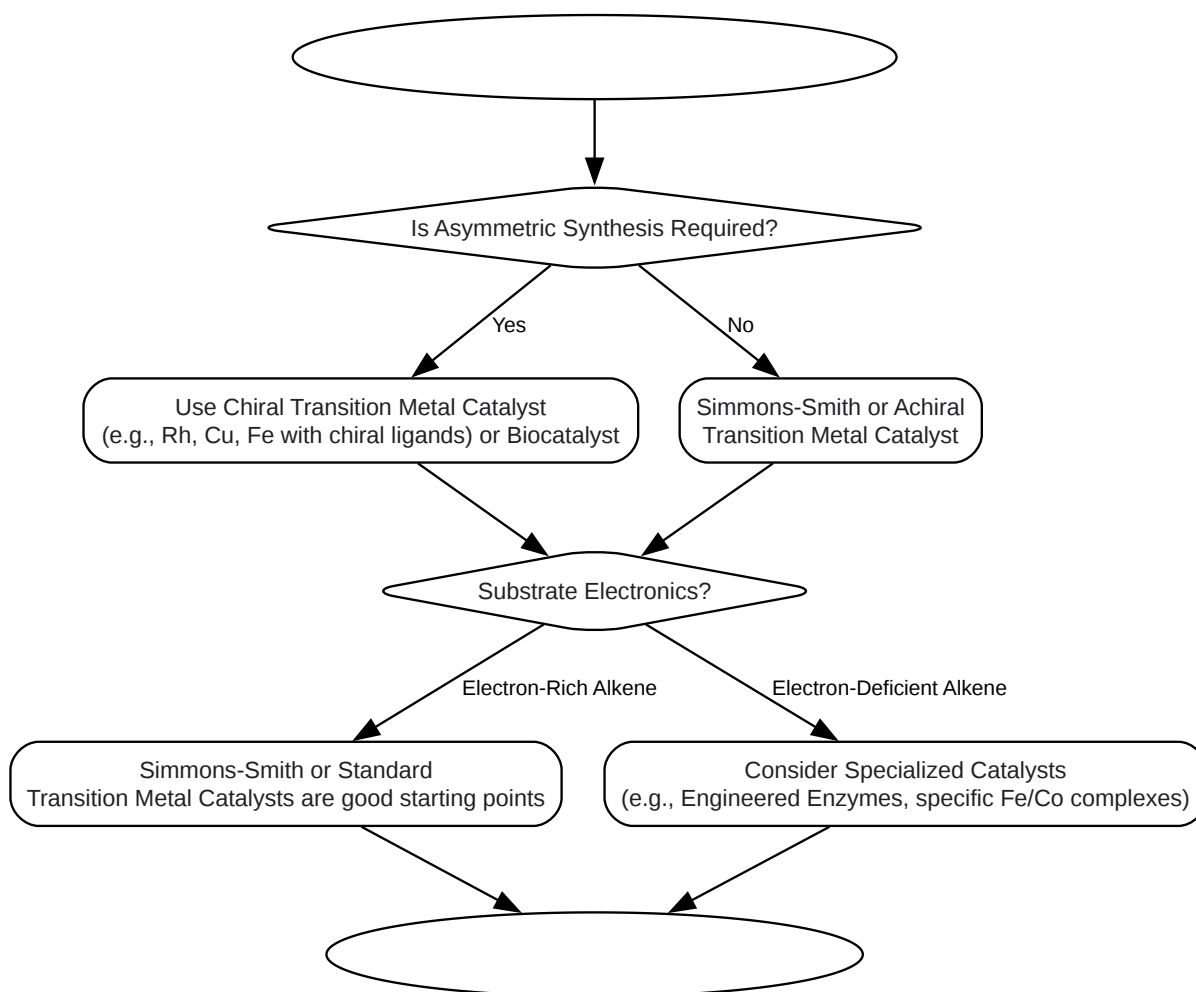 Is Asymmetric Synthesis Required?
Yes
No
Use Chiral Transition Metal Catalyst
(e.g., Rh, Cu, Fe with chiral ligands) or Biocatalyst
Simmons-Smith or Achiral
Transition Metal Catalyst
Substrate Electronics?
Electron-Rich Alkene
Electron-Deficient Alkene
Simmons-Smith or Standard
Transition Metal Catalysts are good starting points
Consider Specialized Catalysts
(e.g., Engineered Enzymes, specific Fe/Co complexes)